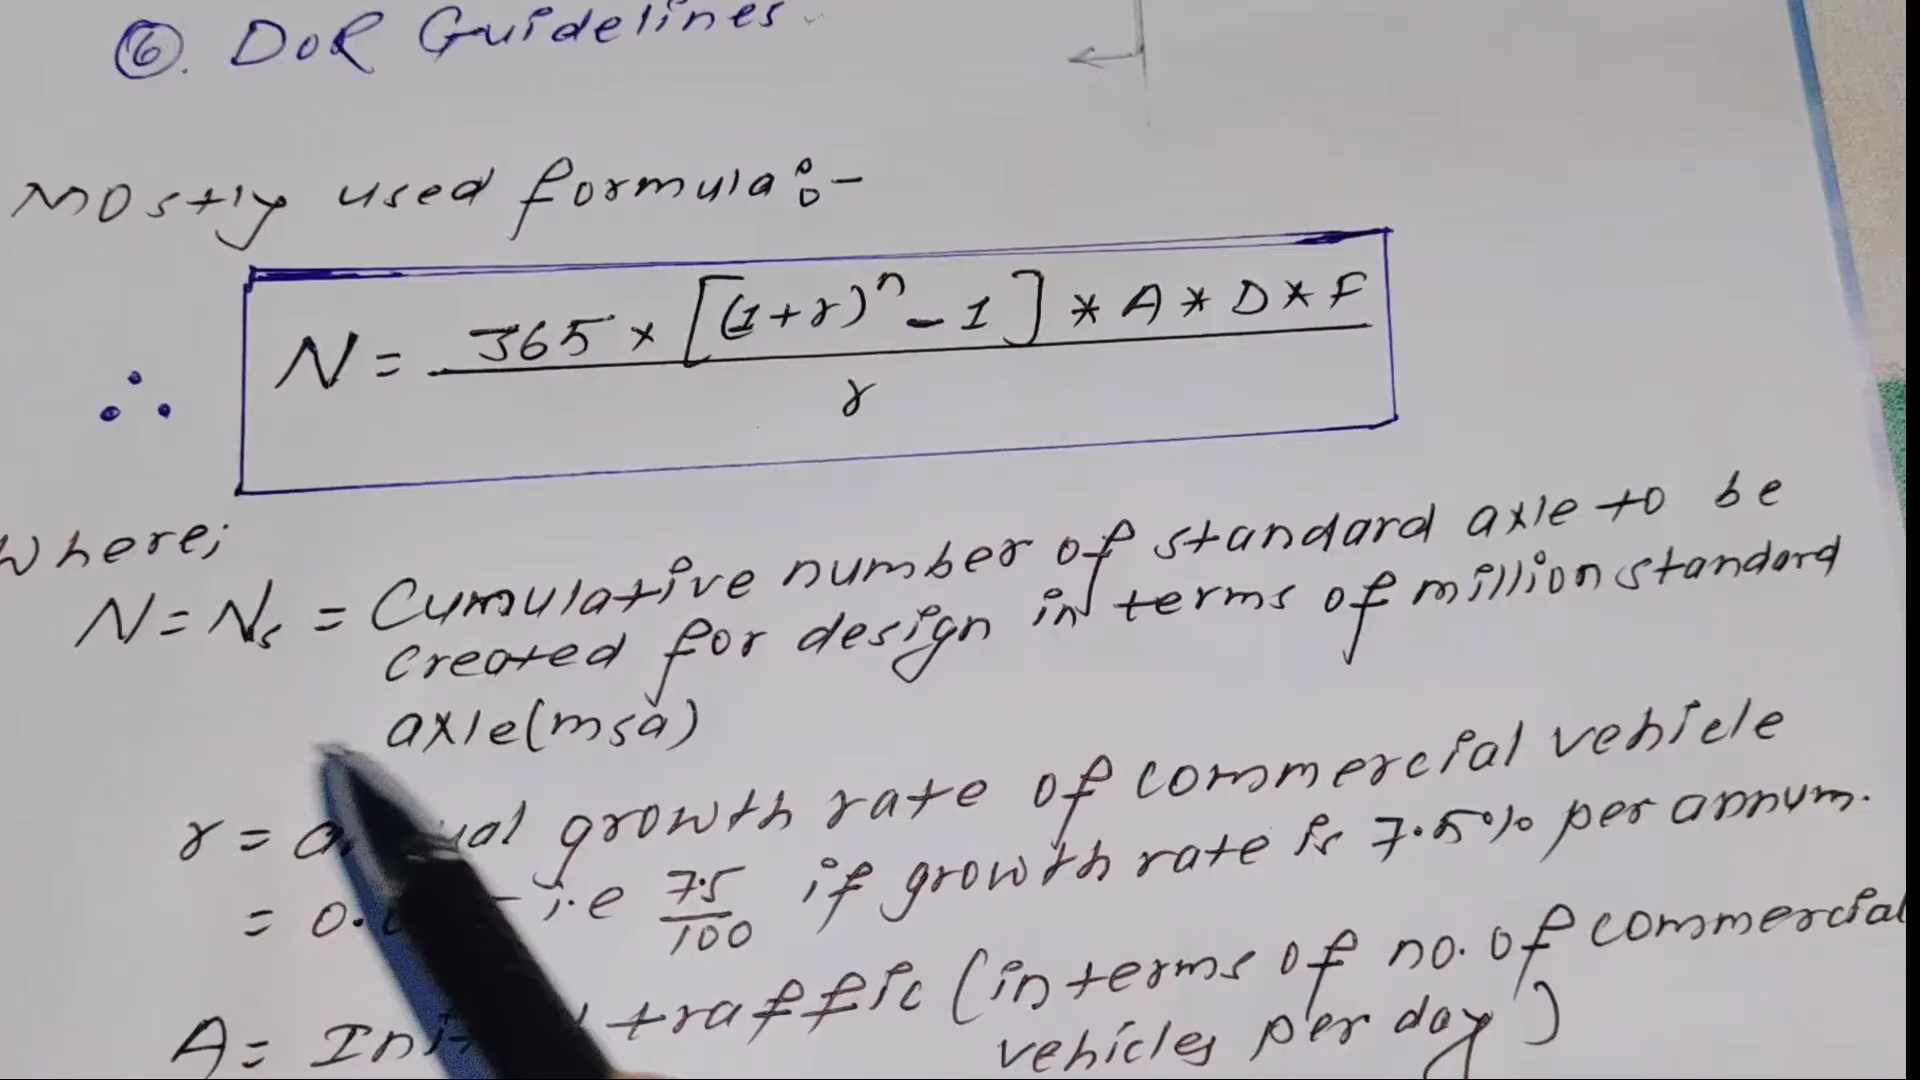 ⑥. DOR Guidelines.
Mostly used formula:-
∴ N = 365 × [(1+r)ⁿ - 1] * A * D * F / r
Where;
N = Ns = Cumulative number of standard axle to be
created for design in terms of million standard
axle(msa)
r = growth rate of commercial vehicle
= i.e 7.5/100 if growth rate is 7.5% per annum.
A = traffic (in terms of no. of commercial
vehicles per day)